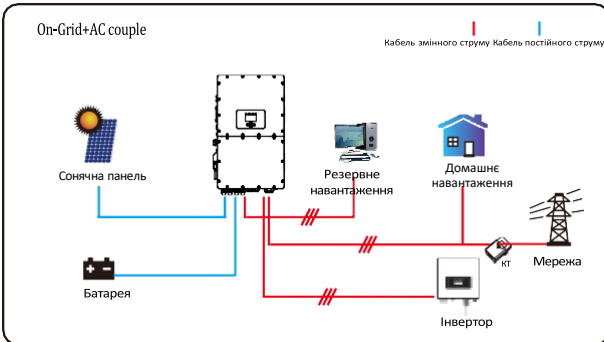 On-Grid+AC couple
Кабель змінного струму Кабель постійного струму
Сонячна панель
Резервне
навантаження
Домашнє
навантаження
КТ
Мережа
Батарея
Інвертор